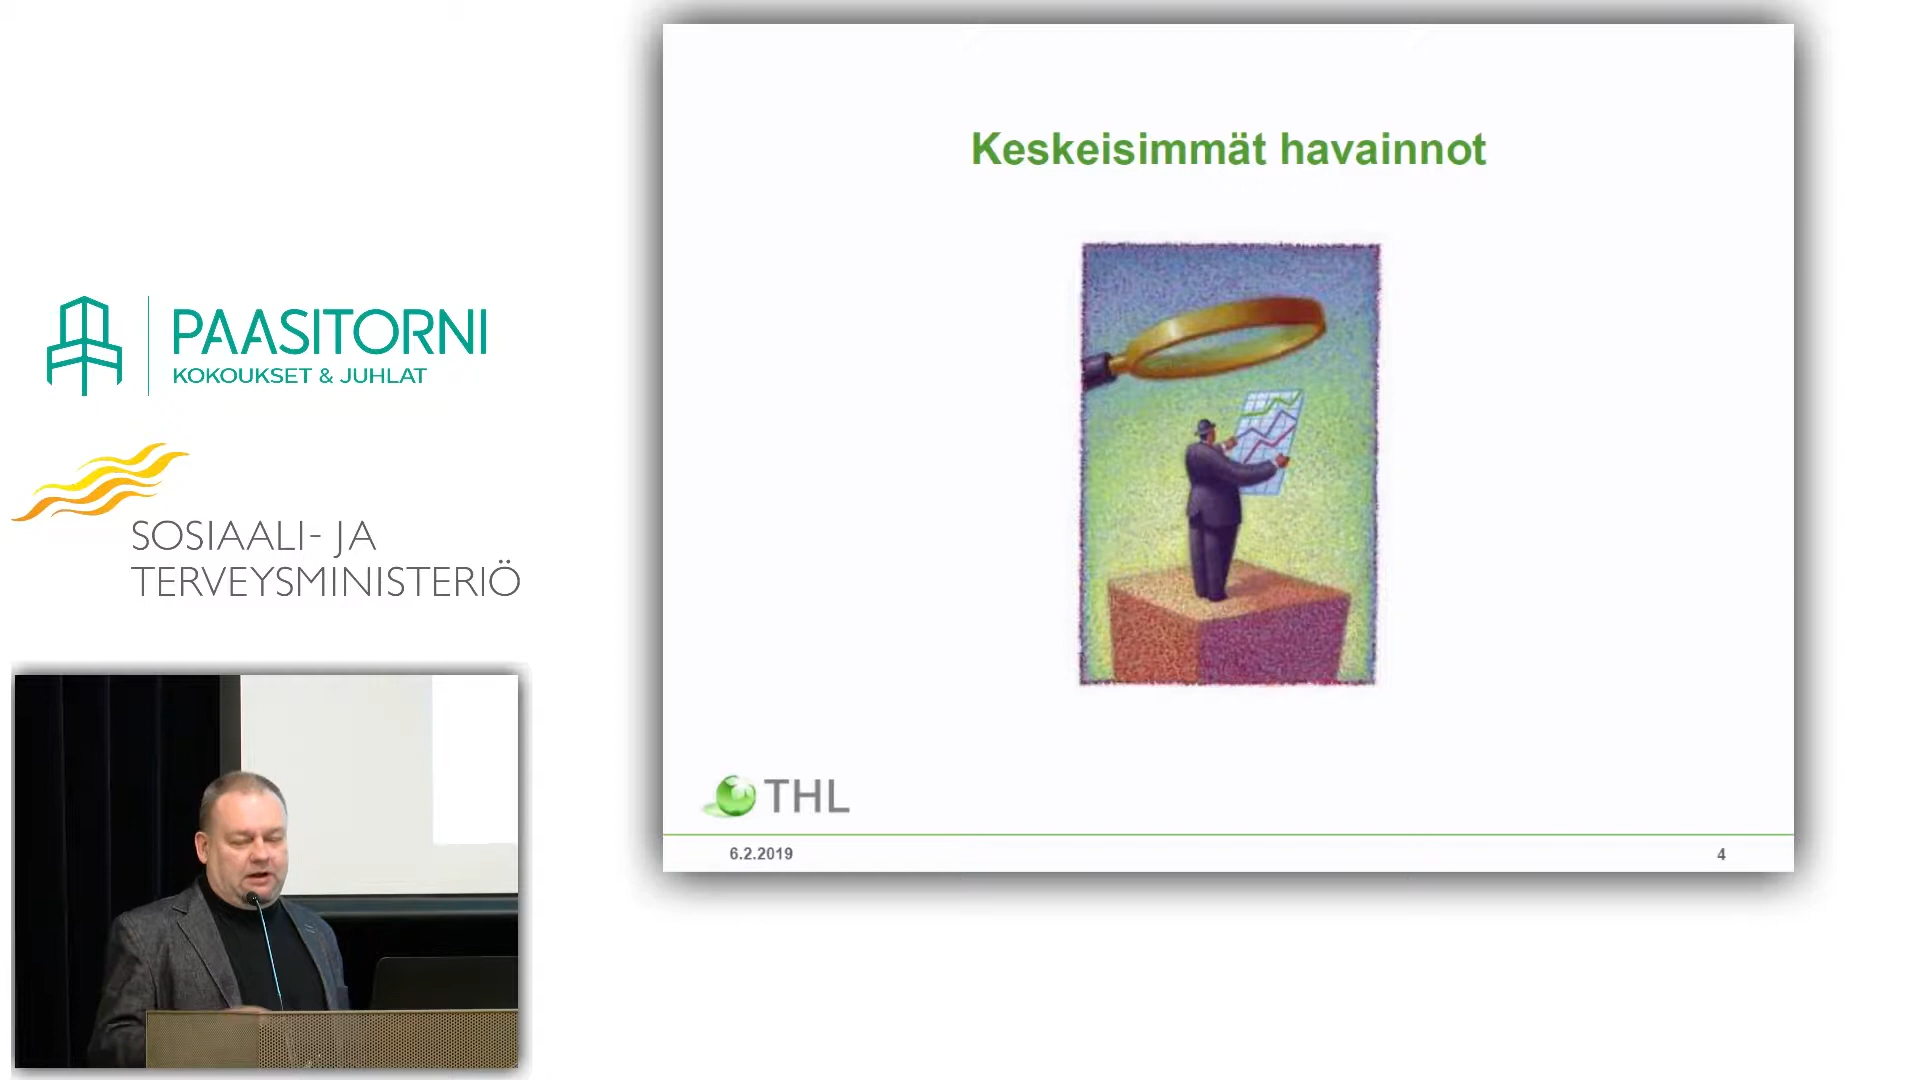 PAASITORNI
KOKOUKSET & JUHLAT
SOSIAALI- JA
TERVEYSMINISTERIÖ
Keskeisimmät havainnot
THL
6.2.2019
4